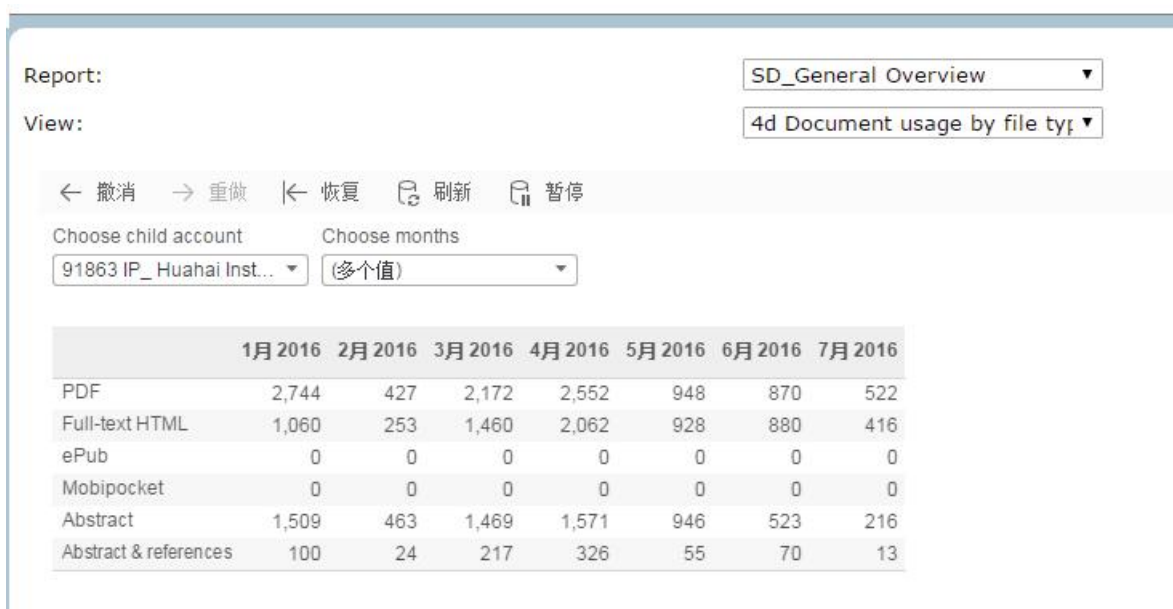 Report: SD_General Overview
View: 4d Document usage by file typ
撤消 重做 恢复 刷新 暂停
Choose child account Choose months
91863 IP_ Huahai Inst... (多个值)
1月 2016 2月 2016 3月 2016 4月 2016 5月 2016 6月 2016 7月 2016
PDF 2,744 427 2,172 2,552 948 870 522
Full-text HTML 1,060 253 1,460 2,062 928 880 416
ePub 0 0 0 0 0 0 0
Mobipocket 0 0 0 0 0 0 0
Abstract 1,509 463 1,469 1,571 946 523 216
Abstract & references 100 24 217 326 55 70 13